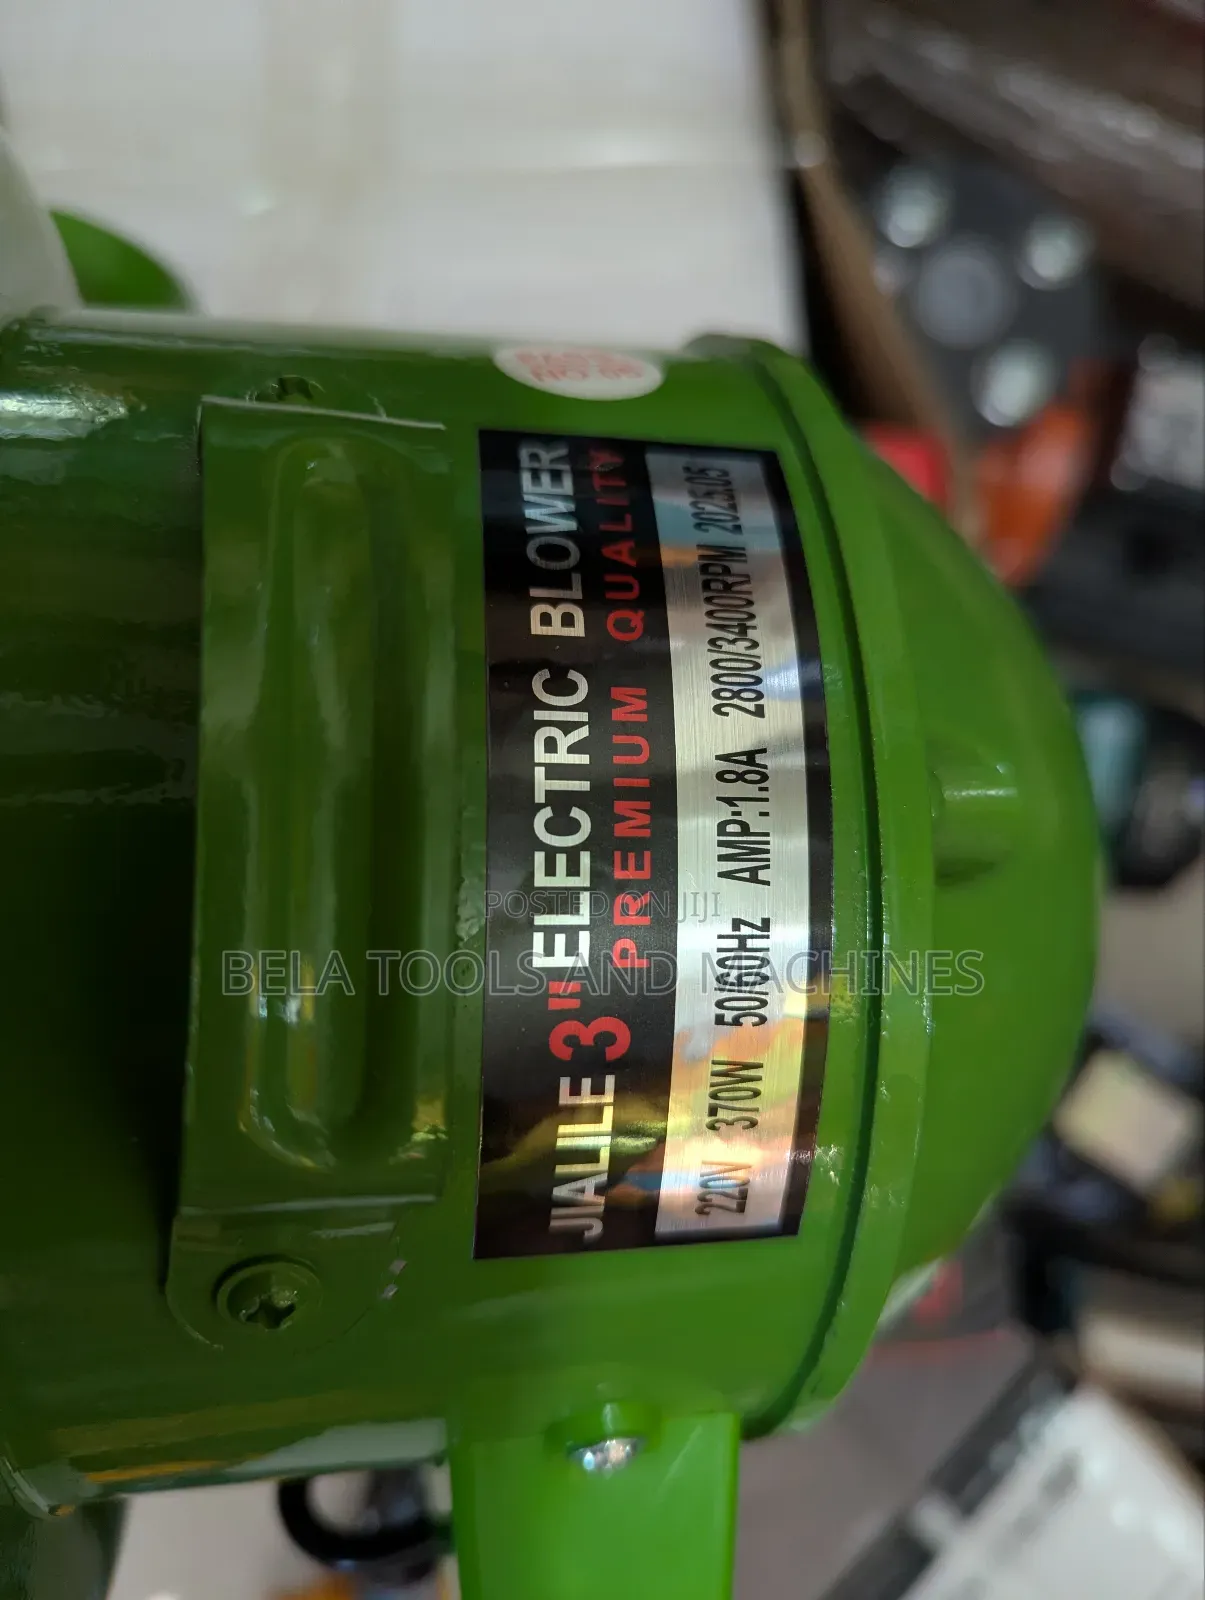 JIALILE 3" ELECTRIC BLOWER
PREMIUM QUALITY
220V 370W 50/60Hz AMP:1.8A 2800/3400RPM 2025.05
POSTED ON JIJI
BELA TOOLS AND MACHINES